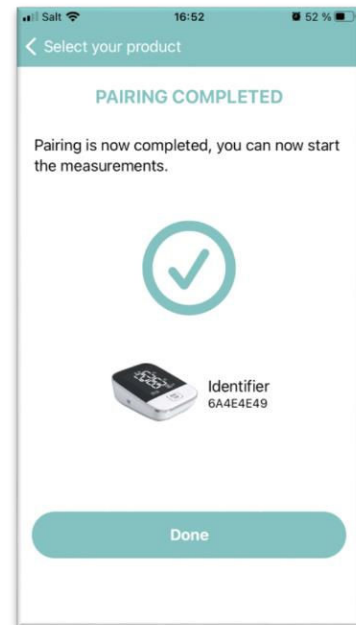 Salt 16:52 52 %
Select your product
PAIRING COMPLETED
Pairing is now completed, you can now start
the measurements.
Identifier
6A4E4E49
Done